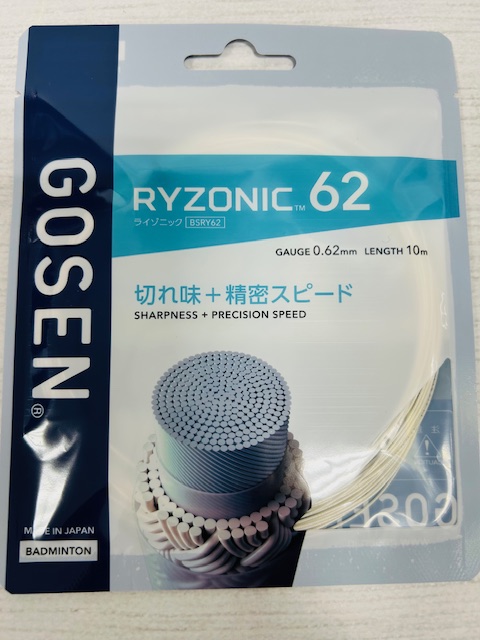 GOSEN®
RYZONIC™ 62
ライゾニック BSRY62
GAUGE 0.62mm LENGTH 10m
切れ味+精密スピード
SHARPNESS + PRECISION SPEED
MADE IN JAPAN
BADMINTON